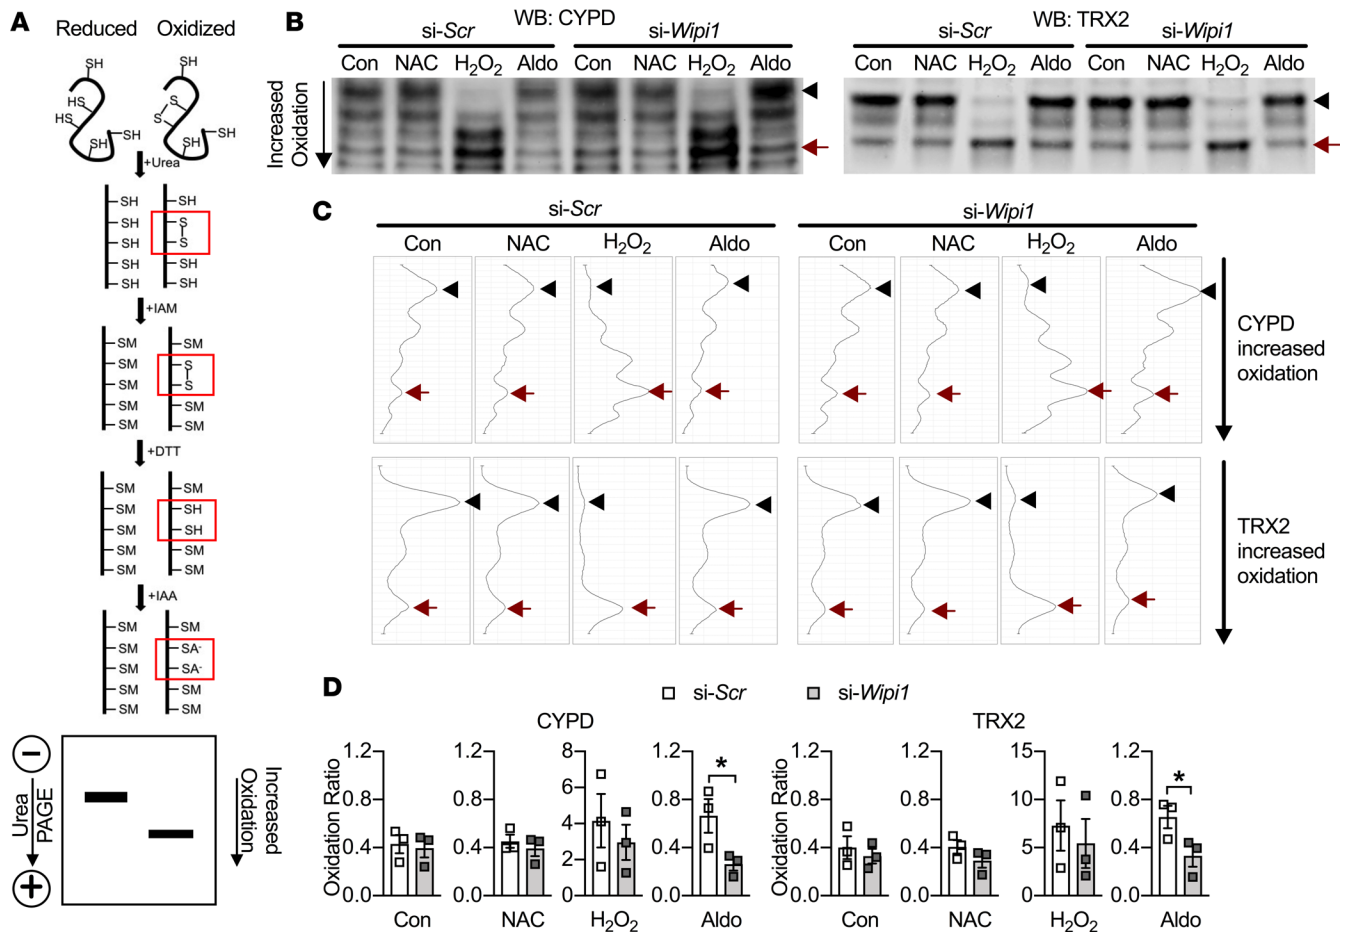 A
Reduced Oxidized
SH
HS
HS
SH
SH
SH
S
S
SH
SH
+Urea
SH SH
SH S
SH S
SH SH
SH SH
+IAM
SM SM
SM S
SM S
SM SM
SM SM
+DTT
SM SM
SM SH
SM SH
SM SM
SM SM
+IAA
SM SM
SM SA-
SM SA-
SM SM
SM SM
−
Urea
PAGE
+
Increased
Oxidation
B
WB: CYPD
si-Scr si-Wipi1
Con NAC H2O2 Aldo Con NAC H2O2 Aldo
Increased
Oxidation
WB: TRX2
si-Scr si-Wipi1
Con NAC H2O2 Aldo Con NAC H2O2 Aldo
C
si-Scr si-Wipi1
Con NAC H2O2 Aldo Con NAC H2O2 Aldo
CYPD
increased
oxidation
TRX2
increased
oxidation
D
si-Scr si-Wipi1
CYPD
Oxidation Ratio
1.2
0.8
0.4
0.0
Con
1.2
0.8
0.4
0.0
NAC
8
6
4
2
0
H2O2
1.2
0.8
0.4
0.0
*
Aldo
TRX2
Oxidation Ratio
1.2
0.8
0.4
0.0
Con
1.2
0.8
0.4
0.0
NAC
15
10
5
0
H2O2
1.2
0.8
0.4
0.0
*
Aldo